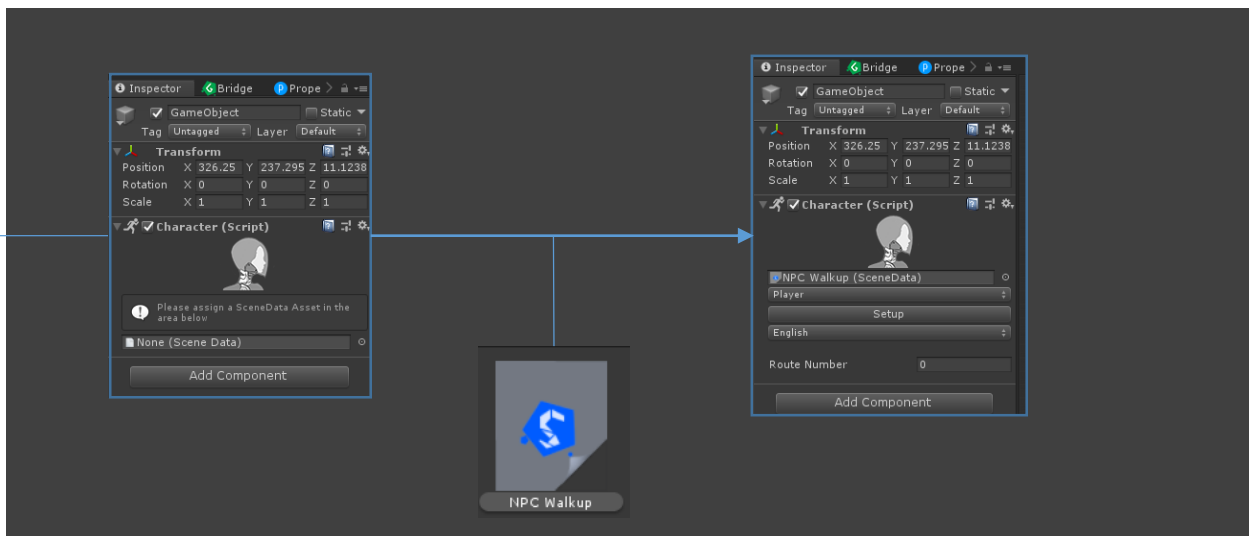 Inspector Bridge Prope
GameObject Static
Tag Untagged Layer Default
Transform
Position X 326.25 Y 237.295 Z 11.1238
Rotation X 0 Y 0 Z 0
Scale X 1 Y 1 Z 1
Character (Script)
Please assign a SceneData Asset in the
area below
None (Scene Data)
Add Component
NPC Walkup
Inspector Bridge Prope
GameObject Static
Tag Untagged Layer Default
Transform
Position X 326.25 Y 237.295 Z 11.1238
Rotation X 0 Y 0 Z 0
Scale X 1 Y 1 Z 1
Character (Script)
NPC Walkup (SceneData)
Player
Setup
English
Route Number 0
Add Component